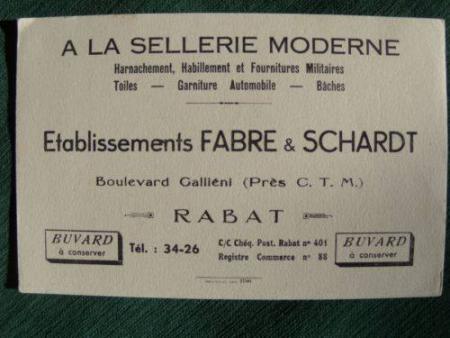 A LA SELLERIE MODERNE
Harnachement, Habillement et Fournitures Militaires
Toiles — Garniture Automobile — Bâches
Etablissements FABRE & SCHARDT
Boulevard Galliéni (Près C. T. M.)
RABAT
BUVARD
à conserver
Tél. : 34-26
C/C Chéq. Post. Rabat n° 401
Registre Commerce n° 88
BUVARD
à conserver